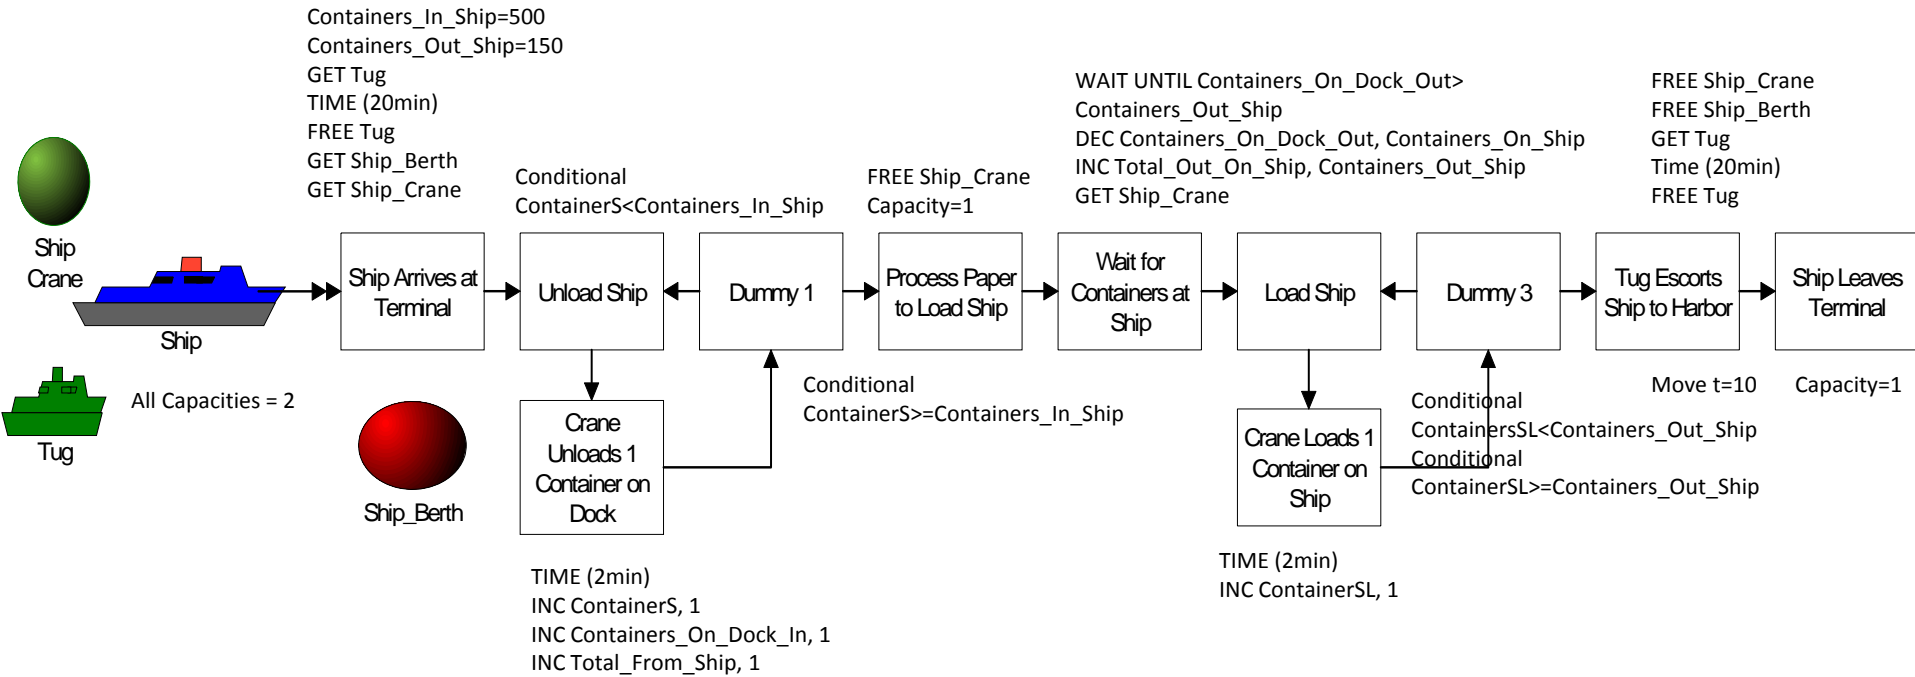 Containers_In_Ship=500
Containers_Out_Ship=150
GET Tug
TIME (20min)
FREE Tug
GET Ship_Berth
GET Ship_Crane
Conditional
ContainerS<Containers_In_Ship
FREE Ship_Crane
Capacity=1
WAIT UNTIL Containers_On_Dock_Out>
Containers_Out_Ship
DEC Containers_On_Dock_Out, Containers_On_Ship
INC Total_Out_On_Ship, Containers_Out_Ship
GET Ship_Crane
FREE Ship_Crane
FREE Ship_Berth
GET Tug
Time (20min)
FREE Tug
Ship
Crane
Ship
Tug
All Capacities = 2
Ship_Berth
Ship Arrives at
Terminal
Unload Ship
Dummy 1
Process Paper
to Load Ship
Wait for
Containers at
Ship
Load Ship
Dummy 3
Tug Escorts
Ship to Harbor
Ship Leaves
Terminal
Crane
Unloads 1
Container on
Dock
Conditional
ContainerS>=Containers_In_Ship
Crane Loads 1
Container on
Ship
Move t=10
Capacity=1
Conditional
ContainersSL<Containers_Out_Ship
Conditional
ContainerSL>=Containers_Out_Ship
TIME (2min)
INC ContainerS, 1
INC Containers_On_Dock_In, 1
INC Total_From_Ship, 1
TIME (2min)
INC ContainerSL, 1